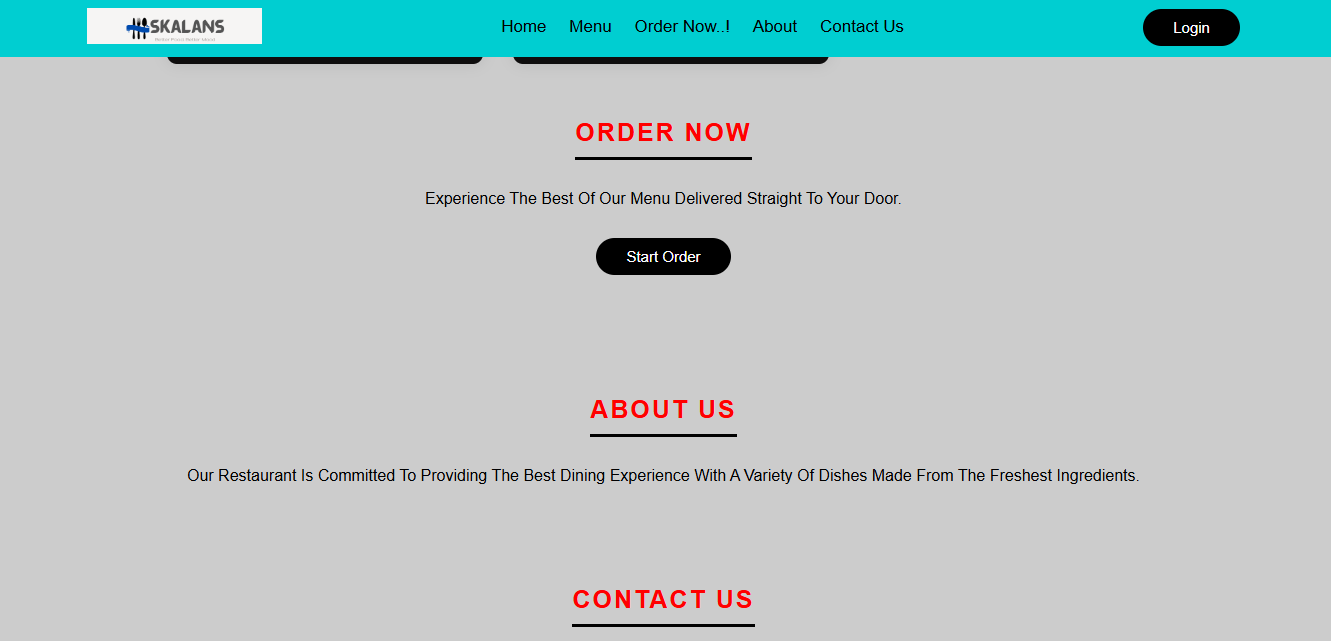 SKALANS
Home Menu Order Now..! About Contact Us
Login
ORDER NOW
Experience The Best Of Our Menu Delivered Straight To Your Door.
Start Order
ABOUT US
Our Restaurant Is Committed To Providing The Best Dining Experience With A Variety Of Dishes Made From The Freshest Ingredients.
CONTACT US